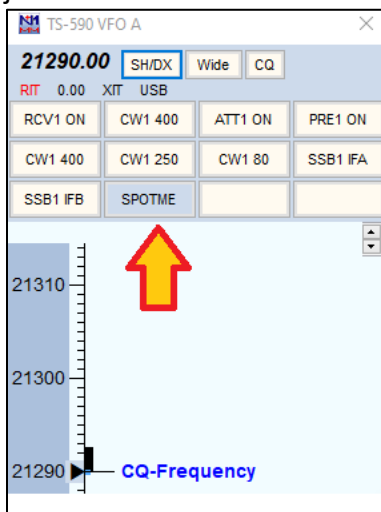 N1
MM
TS-590 VFO A
21290.00 SH/DX Wide CQ
RIT 0.00 XIT USB
RCV1 ON CW1 400 ATT1 ON PRE1 ON
CW1 400 CW1 250 CW1 80 SSB1 IFA
SSB1 IFB SPOTME
21310
21300
21290 CQ-Frequency